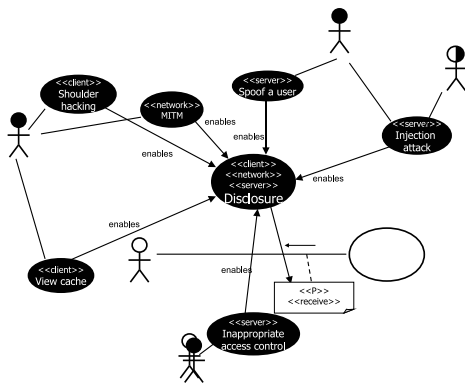 <<client>>
Shoulder
hacking
<<network>>
MITM
<<server>>
Spoof a user
<<server>>
Injection
attack
enables
enables
enables
enables
<<client>>
<<network>>
<<server>>
Disclosure
enables
<<client>>
View cache
enables
<<P>>
<<receive>>
<<server>>
Inappropriate
access control